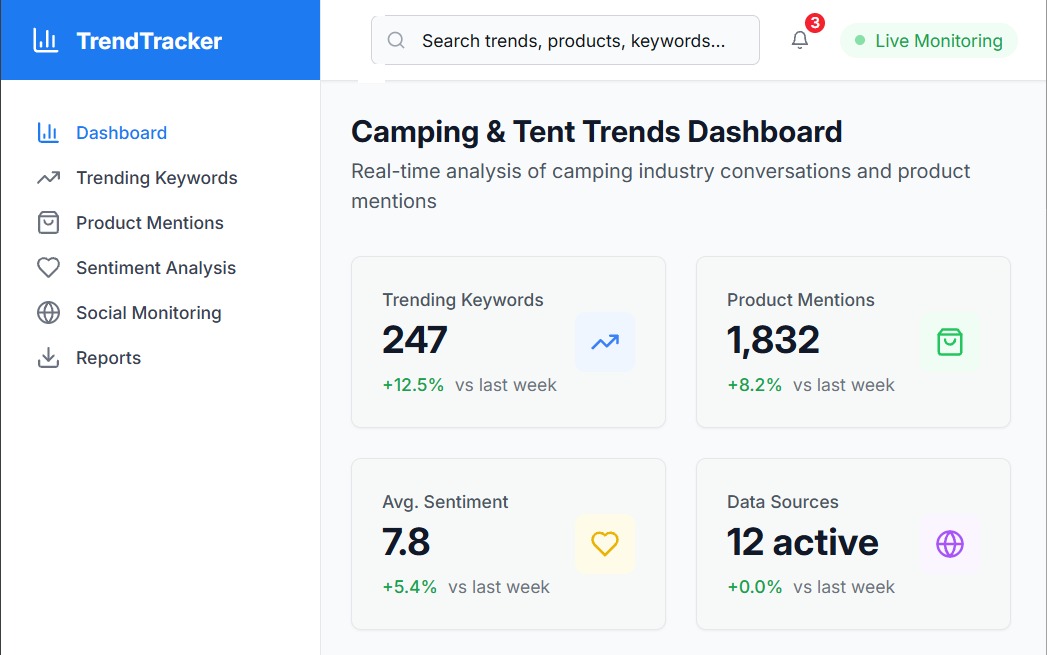 TrendTracker
Search trends, products, keywords...
3
Live Monitoring
Dashboard
Trending Keywords
Product Mentions
Sentiment Analysis
Social Monitoring
Reports
Camping & Tent Trends Dashboard
Real-time analysis of camping industry conversations and product
mentions
Trending Keywords
247
+12.5% vs last week
Product Mentions
1,832
+8.2% vs last week
Avg. Sentiment
7.8
+5.4% vs last week
Data Sources
12 active
+0.0% vs last week